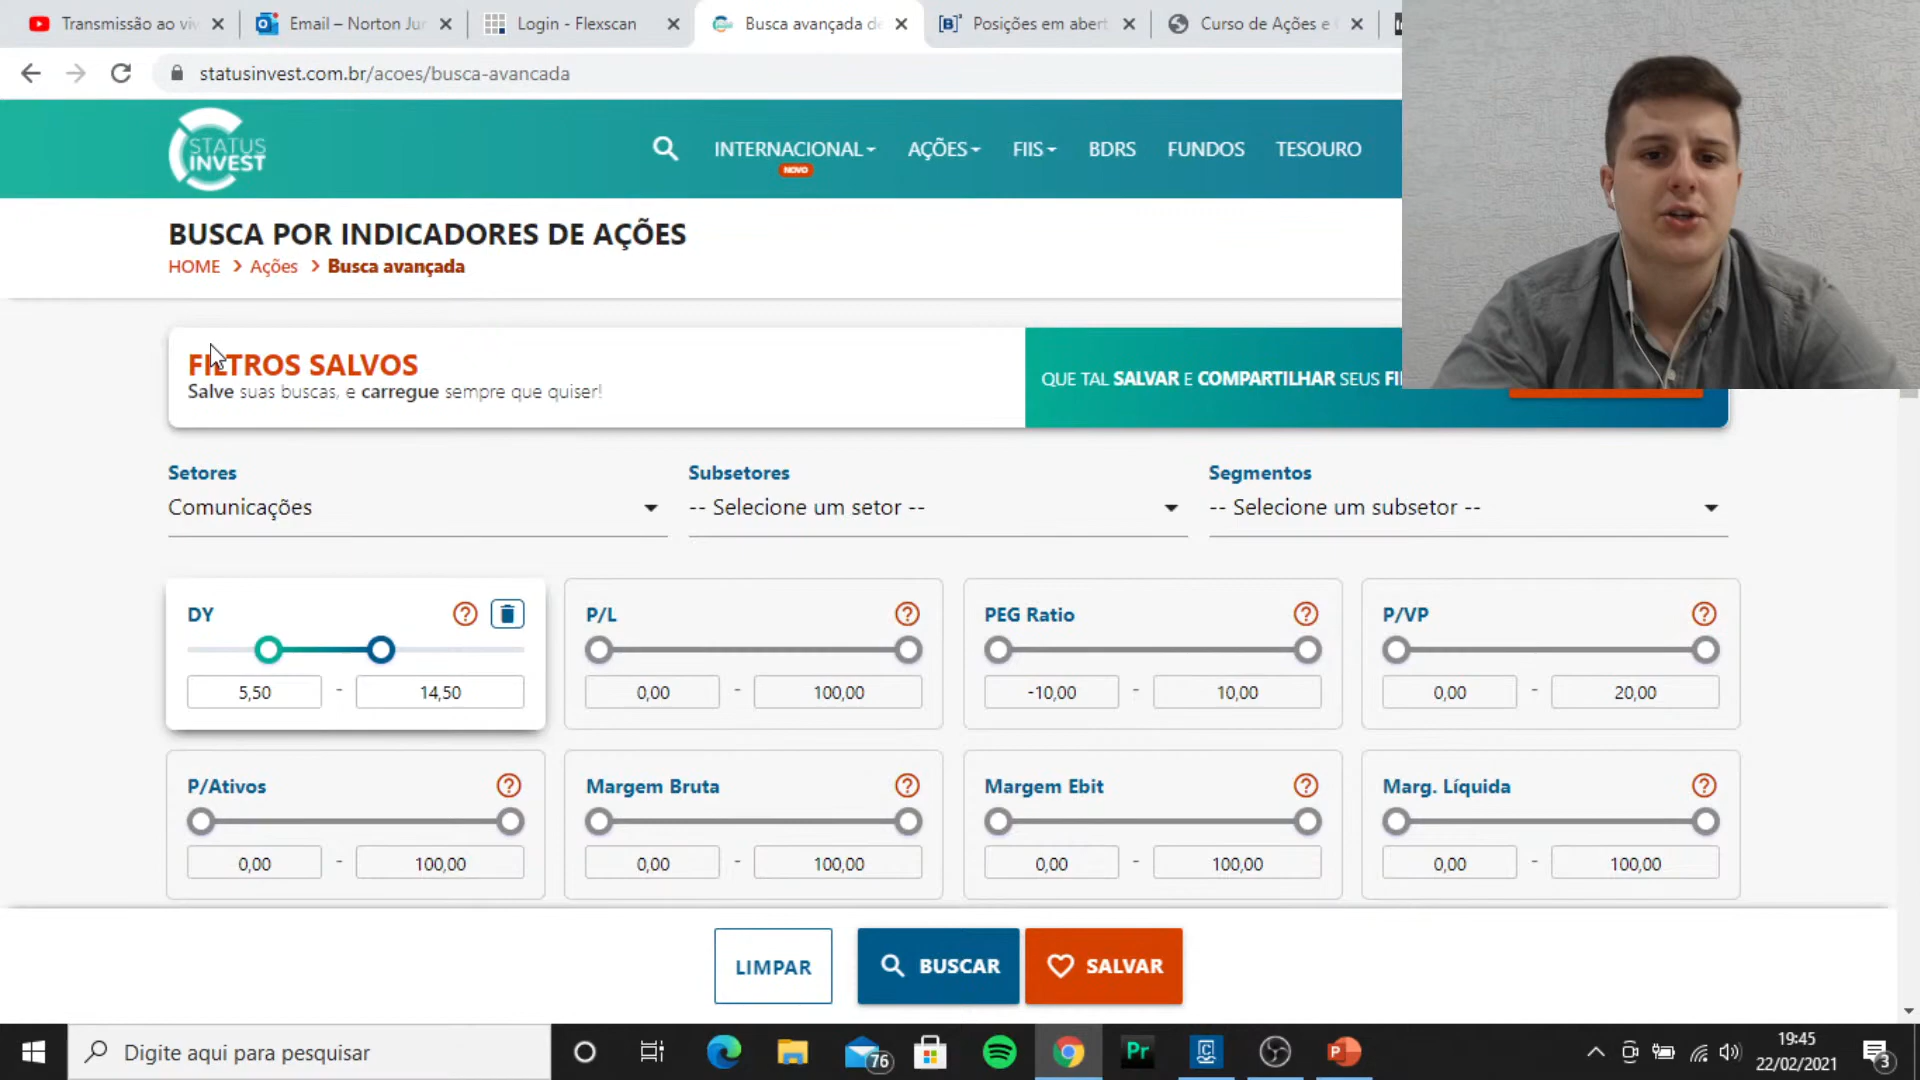 Transmissão ao viv
Email – Norton Ju
Login - Flexscan
Busca avançada de
Posições em abert
Curso de Ações e
statusinvest.com.br/acoes/busca-avancada
STATUS
INVEST
INTERNACIONAL
NOVO
AÇÕES
FIIS
BDRS
FUNDOS
TESOURO
BUSCA POR INDICADORES DE AÇÕES
HOME > Ações > Busca avançada
FILTROS SALVOS
Salve suas buscas, e carregue sempre que quiser!
QUE TAL SALVAR E COMPARTILHAR SEUS FI
Setores
Comunicações
Subsetores
-- Selecione um setor --
Segmentos
-- Selecione um subsetor --
DY
5,50 - 14,50
P/L
0,00 - 100,00
PEG Ratio
-10,00 - 10,00
P/VP
0,00 - 20,00
P/Ativos
0,00 - 100,00
Margem Bruta
0,00 - 100,00
Margem Ebit
0,00 - 100,00
Marg. Líquida
0,00 - 100,00
LIMPAR
BUSCAR
SALVAR
Digite aqui para pesquisar
76
Pr
19:45
22/02/2021
3